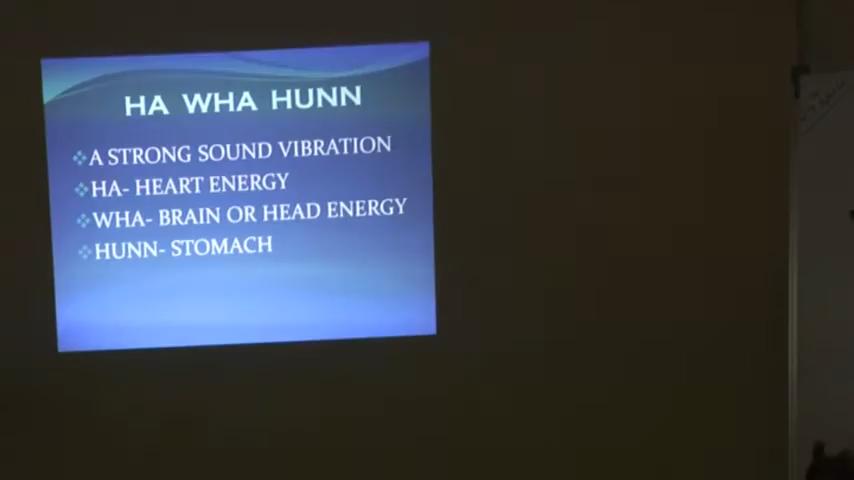 HA WHA HUNN
A STRONG SOUND VIBRATION
HA- HEART ENERGY
WHA- BRAIN OR HEAD ENERGY
HUNN- STOMACH